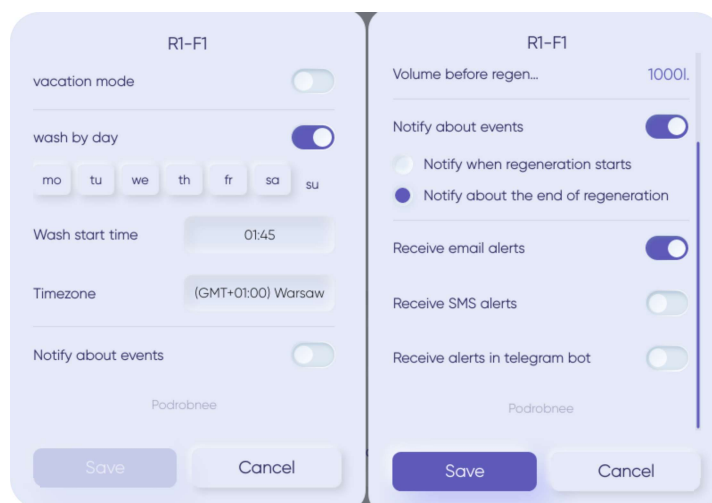 R1-F1
vacation mode
wash by day
mo tu we th fr sa su
Wash start time 01:45
Timezone (GMT+01:00) Warsaw
Notify about events
Podrobnee
Save Cancel
R1-F1
Volume before regen... 1000l.
Notify about events
Notify when regeneration starts
Notify about the end of regeneration
Receive email alerts
Receive SMS alerts
Receive alerts in telegram bot
Podrobnee
Save Cancel